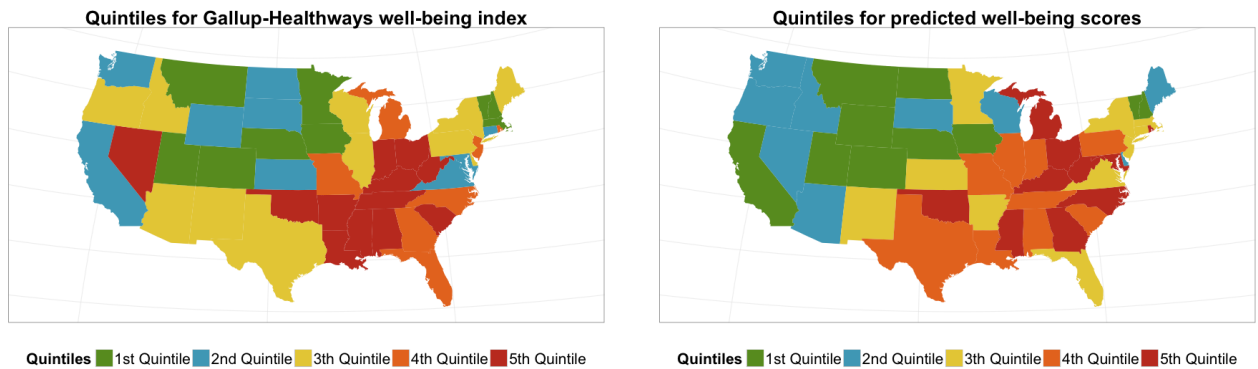 Quintiles for Gallup-Healthways well-being index
Quintiles 1st Quintile 2nd Quintile 3th Quintile 4th Quintile 5th Quintile
Quintiles for predicted well-being scores
Quintiles 1st Quintile 2nd Quintile 3th Quintile 4th Quintile 5th Quintile